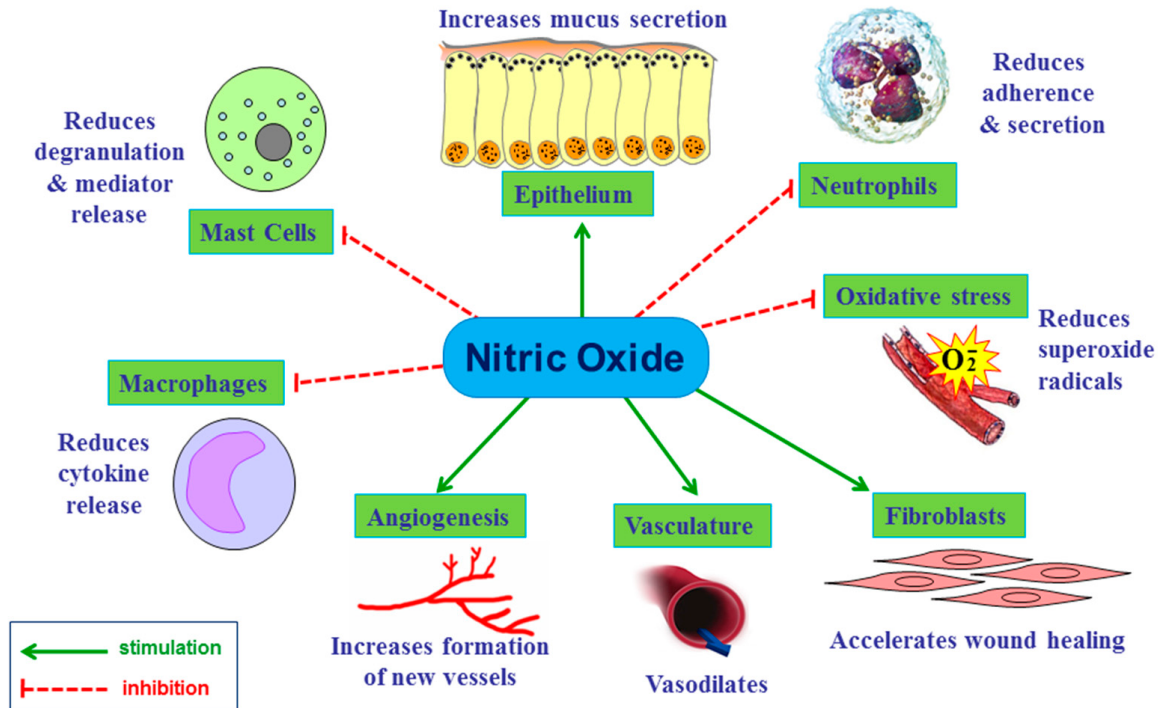 Increases mucus secretion
Epithelium
Reduces
degranulation
& mediator
release
Mast Cells
Reduces
adherence
& secretion
Neutrophils
Oxidative stress
O₂⁻
Reduces
superoxide
radicals
Nitric Oxide
Macrophages
Reduces
cytokine
release
Angiogenesis
Increases formation
of new vessels
Vasculature
Vasodilates
Fibroblasts
Accelerates wound healing
stimulation
inhibition